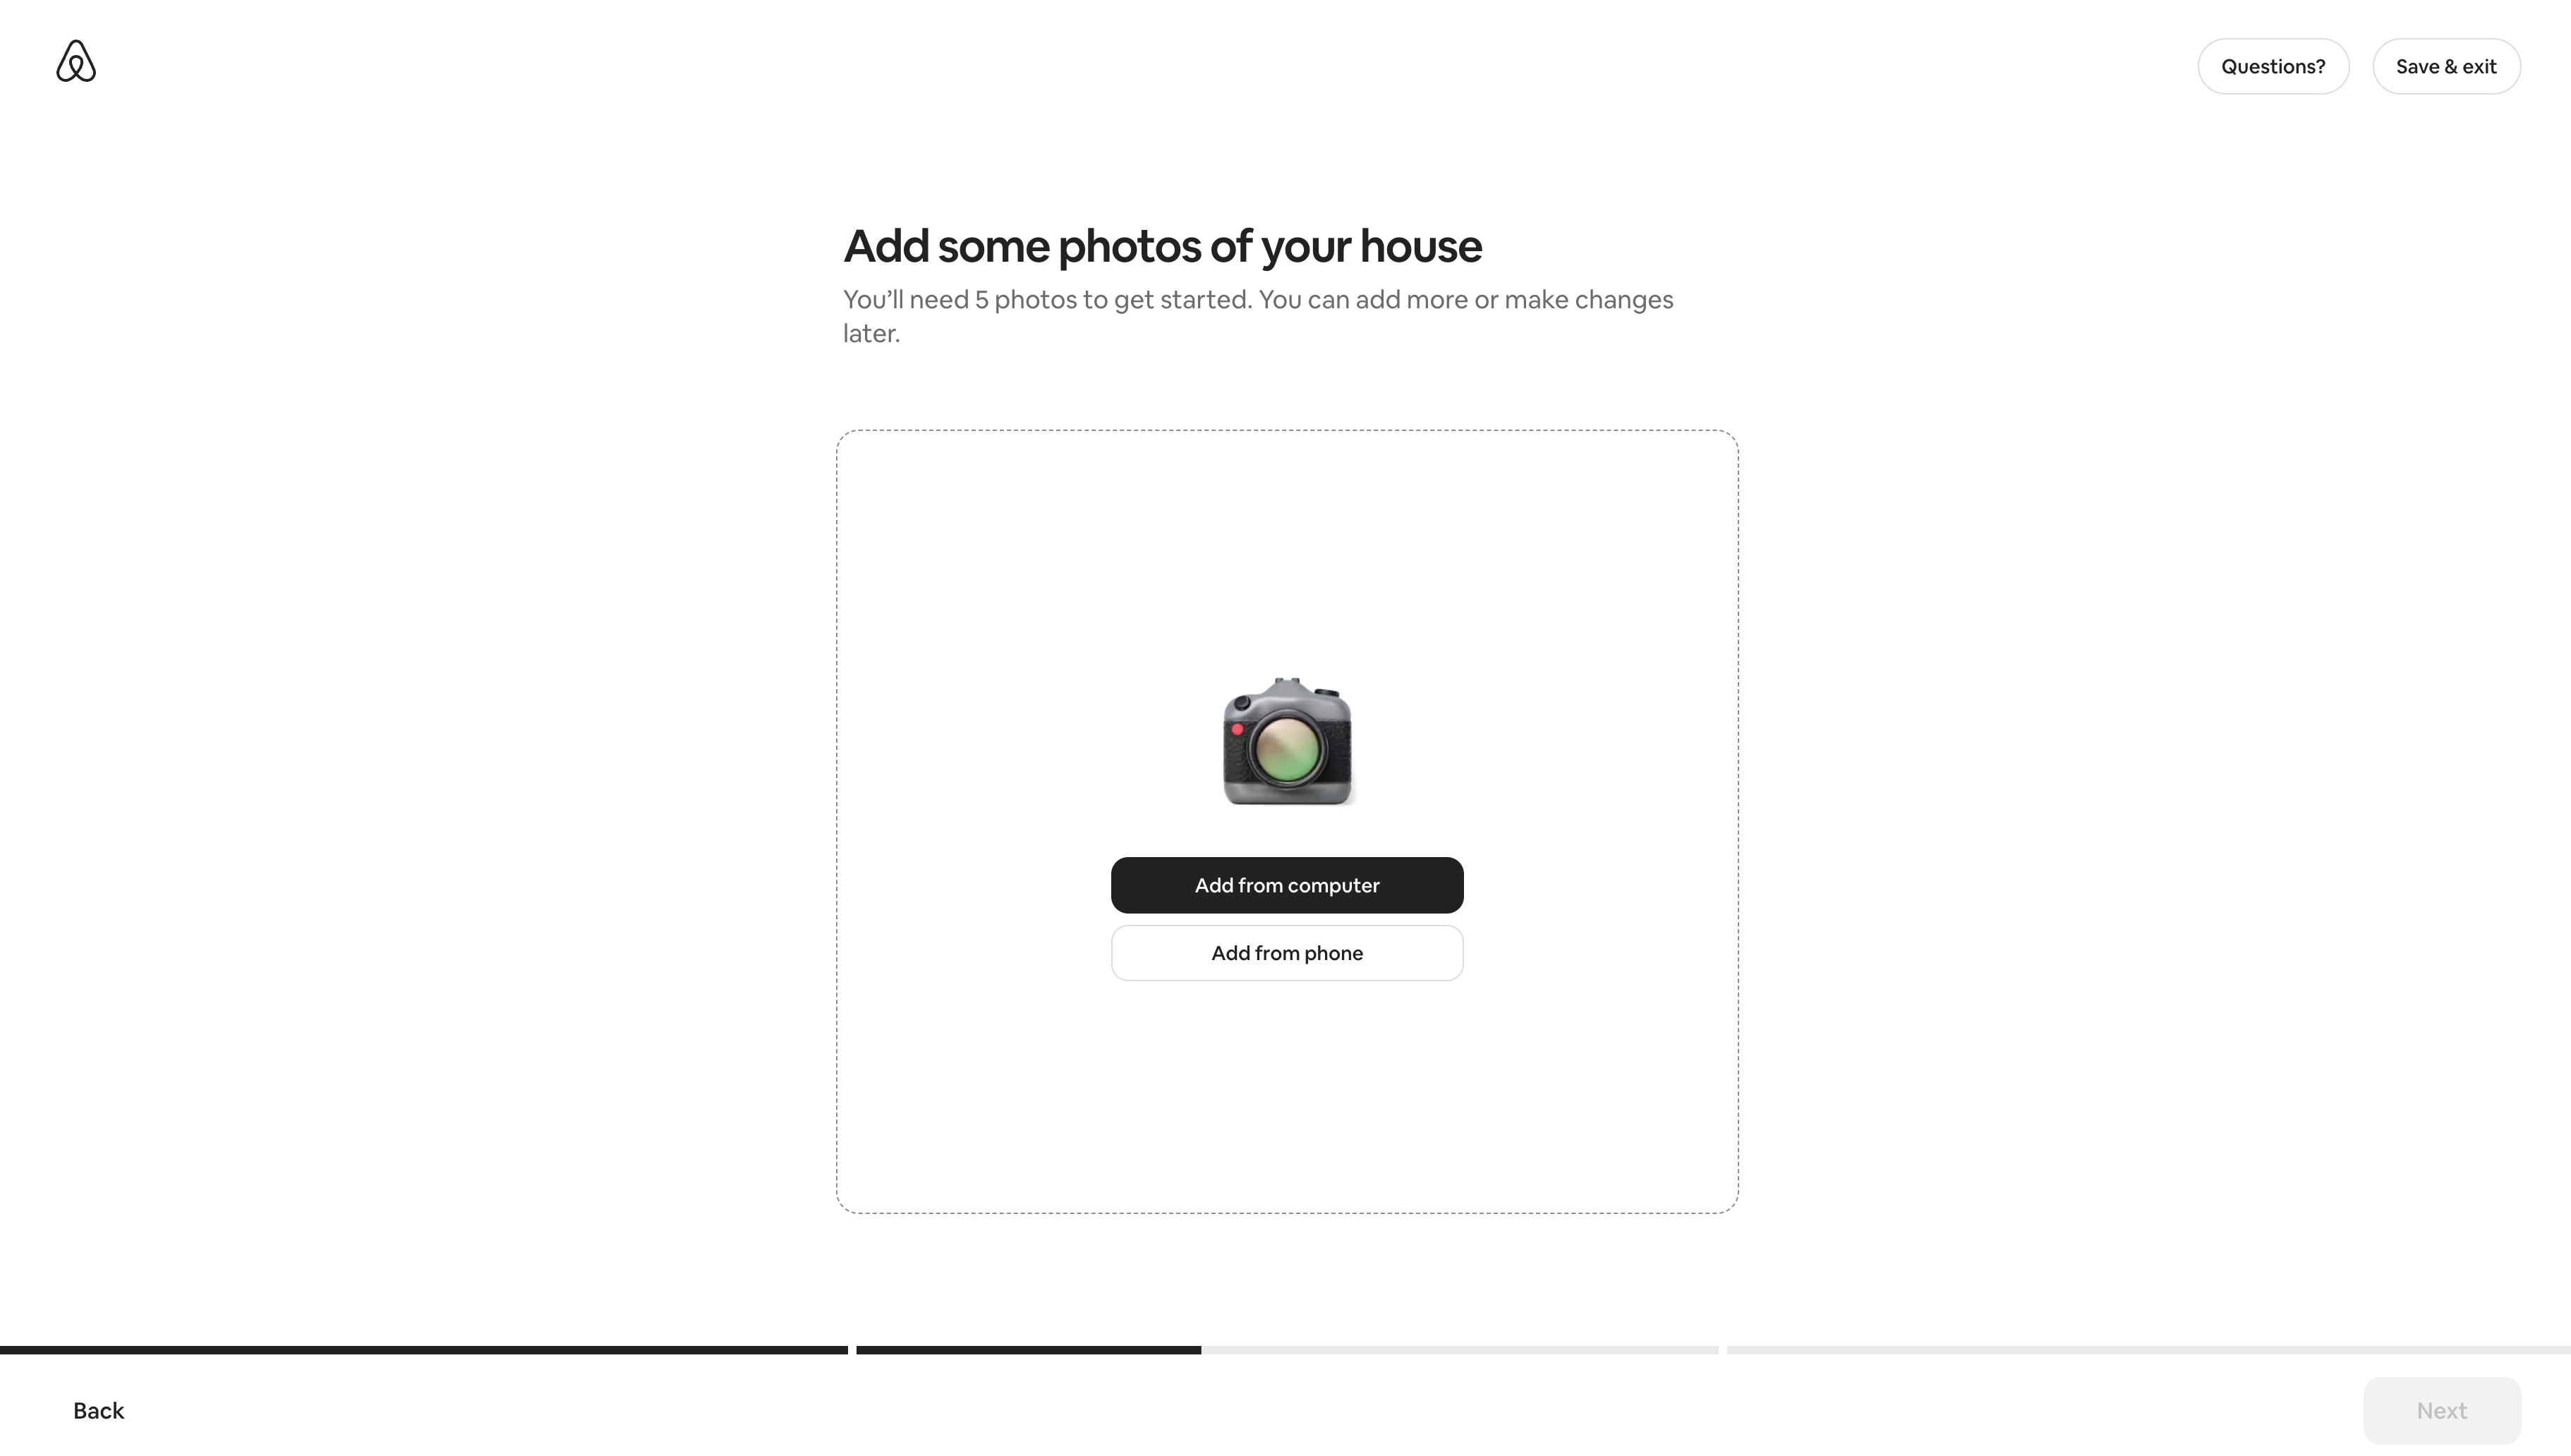 Questions?
Save & exit
Add some photos of your house
You’ll need 5 photos to get started. You can add more or make changes
later.
Add from computer
Add from phone
Back
Next